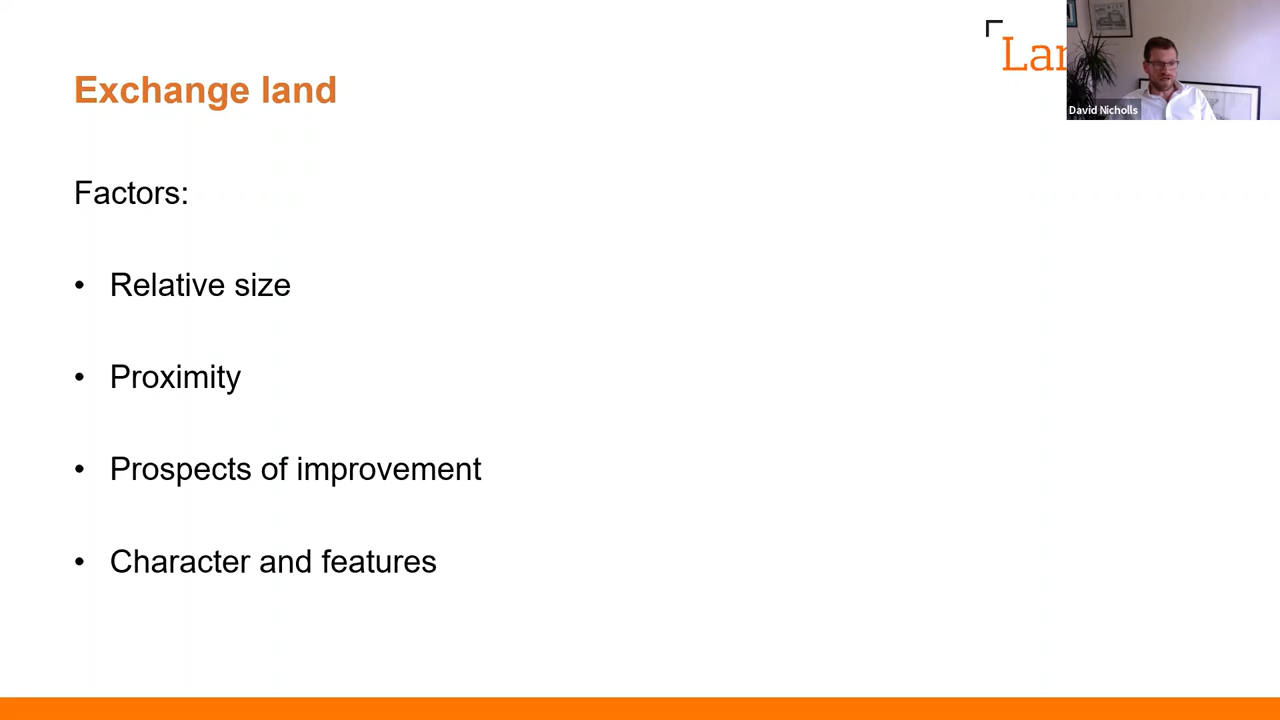 Exchange land
David Nicholls
Factors:
• Relative size
• Proximity
• Prospects of improvement
• Character and features